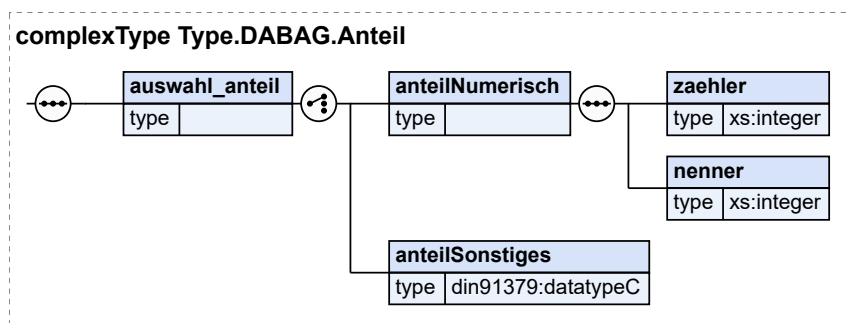 complexType Type.DABAG.Anteil
auswahl_anteil
type
anteilNumerisch
type
zaehler
type xs:integer
nenner
type xs:integer
anteilSonstiges
type din91379:datatypeC